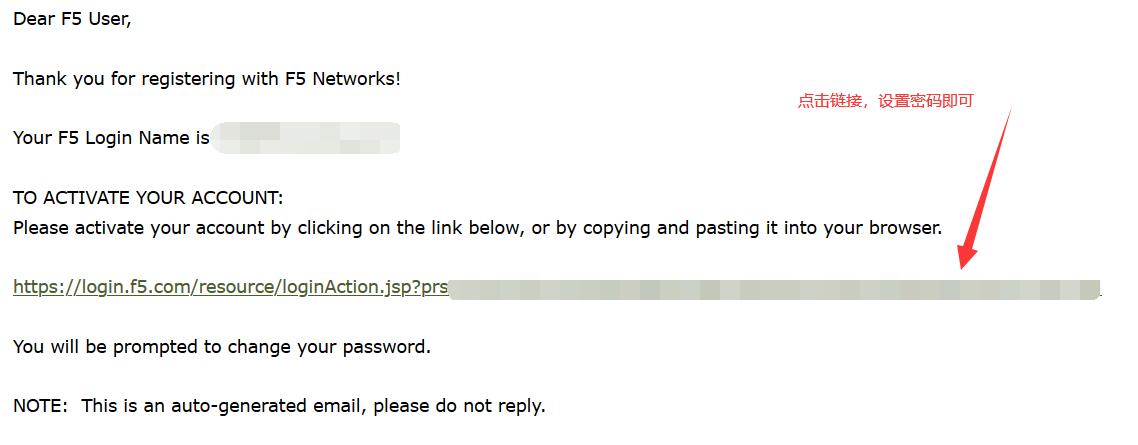 Dear F5 User,
Thank you for registering with F5 Networks!
点击链接，设置密码即可
Your F5 Login Name is
TO ACTIVATE YOUR ACCOUNT:
Please activate your account by clicking on the link below, or by copying and pasting it into your browser.
https://login.f5.com/resource/loginAction.jsp?prs
You will be prompted to change your password.
NOTE:  This is an auto-generated email, please do not reply.